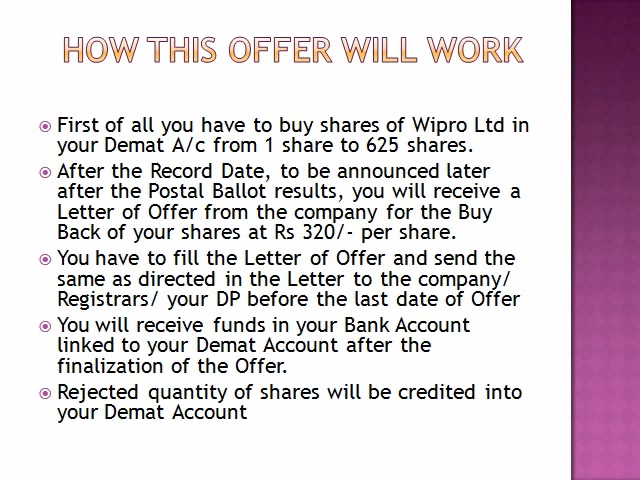 HOW THIS OFFER WILL WORK
First of all you have to buy shares of Wipro Ltd in
your Demat A/c from 1 share to 625 shares.
After the Record Date, to be announced later
after the Postal Ballot results, you will receive a
Letter of Offer from the company for the Buy
Back of your shares at Rs 320/- per share.
You have to fill the Letter of Offer and send the
same as directed in the Letter to the company/
Registrars/ your DP before the last date of Offer
You will receive funds in your Bank Account
linked to your Demat Account after the
finalization of the Offer.
Rejected quantity of shares will be credited into
your Demat Account